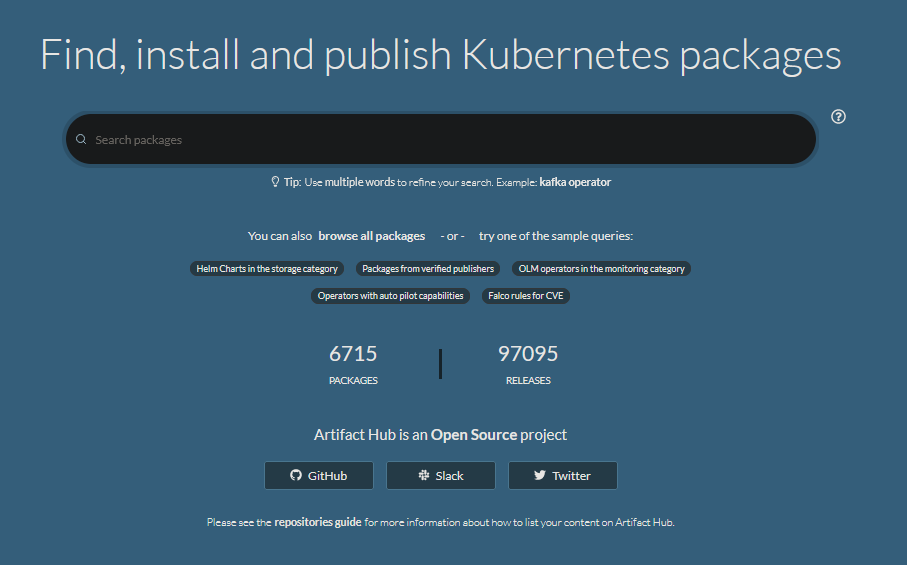 Find, install and publish Kubernetes packages
Search packages
Tip: Use multiple words to refine your search. Example: kafka operator
You can also browse all packages - or - try one of the sample queries:
Helm Charts in the storage category Packages from verified publishers OLM operators in the monitoring category
Operators with auto pilot capabilities Falco rules for CVE
6715 97095
PACKAGES RELEASES
Artifact Hub is an Open Source project
GitHub Slack Twitter
Please see the repositories guide for more information about how to list your content on Artifact Hub.